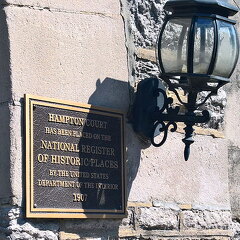 HAMPTON COURT
HAS BEEN PLACED ON THE
NATIONAL REGISTER
OF HISTORIC PLACES
BY THE UNITED STATES
DEPARTMENT OF THE INTERIOR
1907